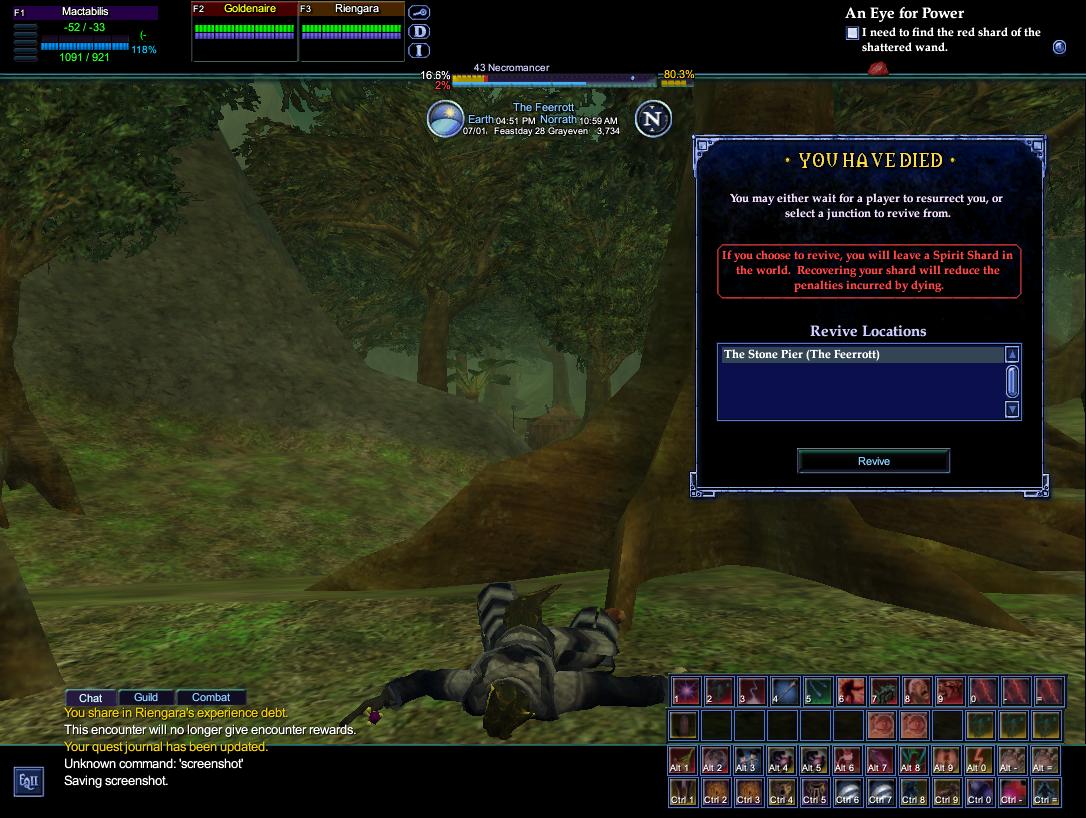 F1 Mactabilis
-52 / -33
(-
118%
1091 / 921
F2 Goldenaire
F3 Riengara
D
I
An Eye for Power
I need to find the red shard of the
shattered wand.
43 Necromancer
16.6%
2%
80.3%
The Feerrott
Earth 04:51 PM Norrath 10:59 AM
07/01. Feastday 28 Grayeven 3,734
N
· YOU HAVE DIED ·
You may either wait for a player to resurrect you, or
select a junction to revive from.
If you choose to revive, you will leave a Spirit Shard in
the world. Recovering your shard will reduce the
penalties incurred by dying.
Revive Locations
The Stone Pier (The Feerrott)
Revive
Chat Guild Combat
You share in Riengara's experience debt.
This encounter will no longer give encounter rewards.
Your quest journal has been updated.
Unknown command: 'screenshot'
Saving screenshot.
EQII
1 2 3 4 5 6 7 8 9 0 - =
Alt 1 Alt 2 Alt 3 Alt 4 Alt 5 Alt 6 Alt 7 Alt 8 Alt 9 Alt 0 Alt - Alt =
Ctrl 1 Ctrl 2 Ctrl 3 Ctrl 4 Ctrl 5 Ctrl 6 Ctrl 7 Ctrl 8 Ctrl 9 Ctrl 0 Ctrl - Ctrl =